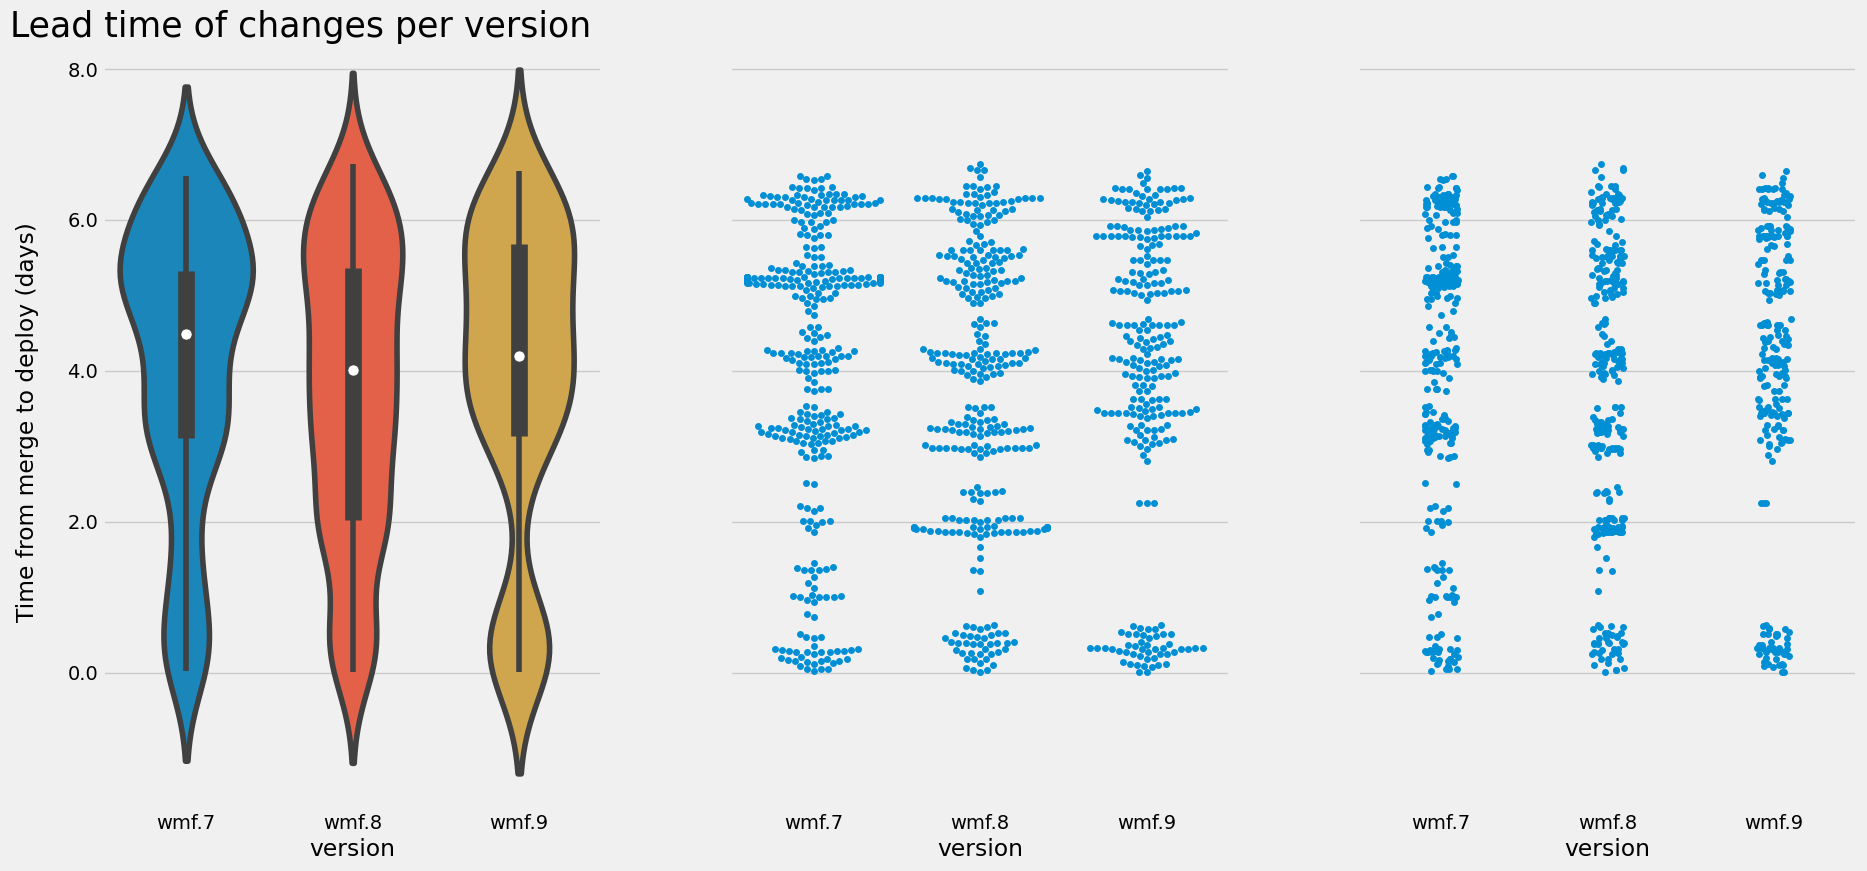 Lead time of changes per version
Time from merge to deploy (days)
8.0
6.0
4.0
2.0
0.0
wmf.7 wmf.8 wmf.9
version
wmf.7 wmf.8 wmf.9
version
wmf.7 wmf.8 wmf.9
version